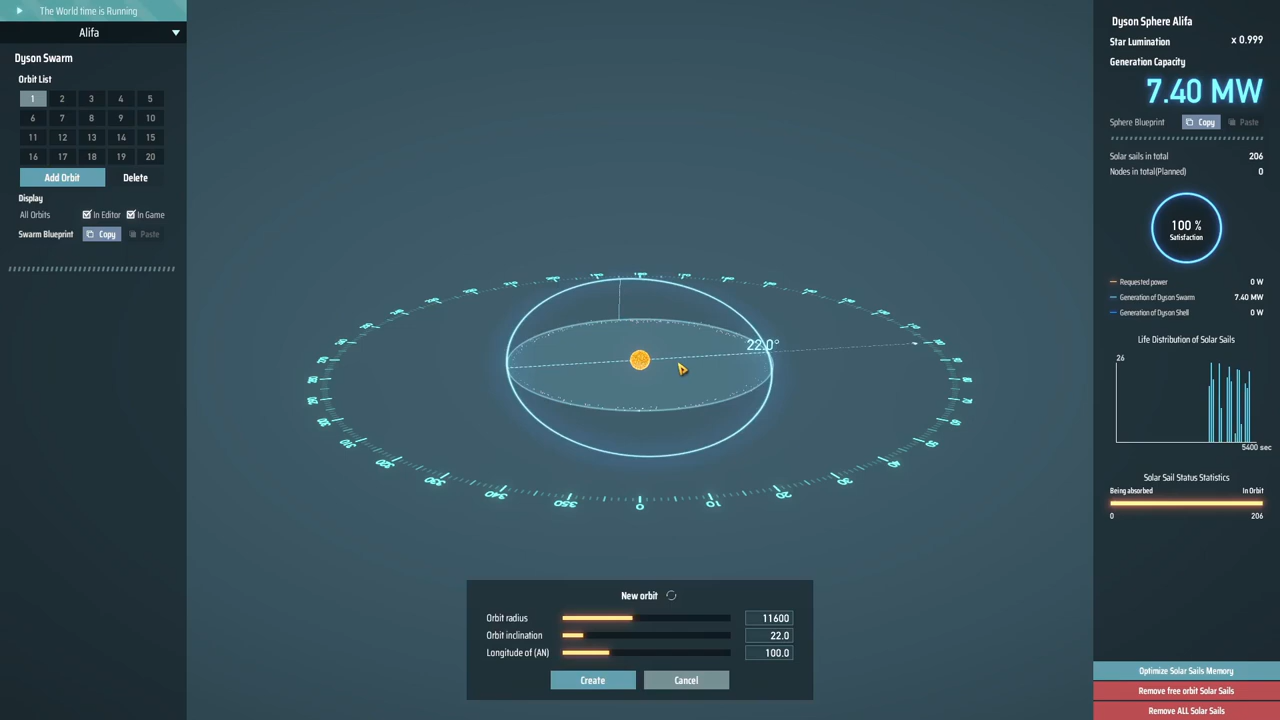 The World time is Running
Alifa
Dyson Swarm
Orbit List
1 2 3 4 5
6 7 8 9 10
11 12 13 14 15
16 17 18 19 20
Add Orbit Delete
Display
All Orbits In Editor In Game
Swarm Blueprint Copy Paste
22.0°
350 0 10 20
New orbit
Orbit radius 11600
Orbit inclination 22.0
Longitude of (AN) 100.0
Create Cancel
Dyson Sphere Alifa
Star Lumination x 0.999
Generation Capacity
7.40 MW
Sphere Blueprint Copy Paste
Solar sails in total 206
Nodes in total(Planned) 0
100 %
Satisfaction
Requested power 0 W
Generation of Dyson Swarm 7.40 MW
Generation of Dyson Shell 0 W
Life Distribution of Solar Sails
26
5400 sec
Solar Sail Status Statistics
Being absorbed In Orbit
0 206
Optimize Solar Sails Memory
Remove free orbit Solar Sails
Remove ALL Solar Sails